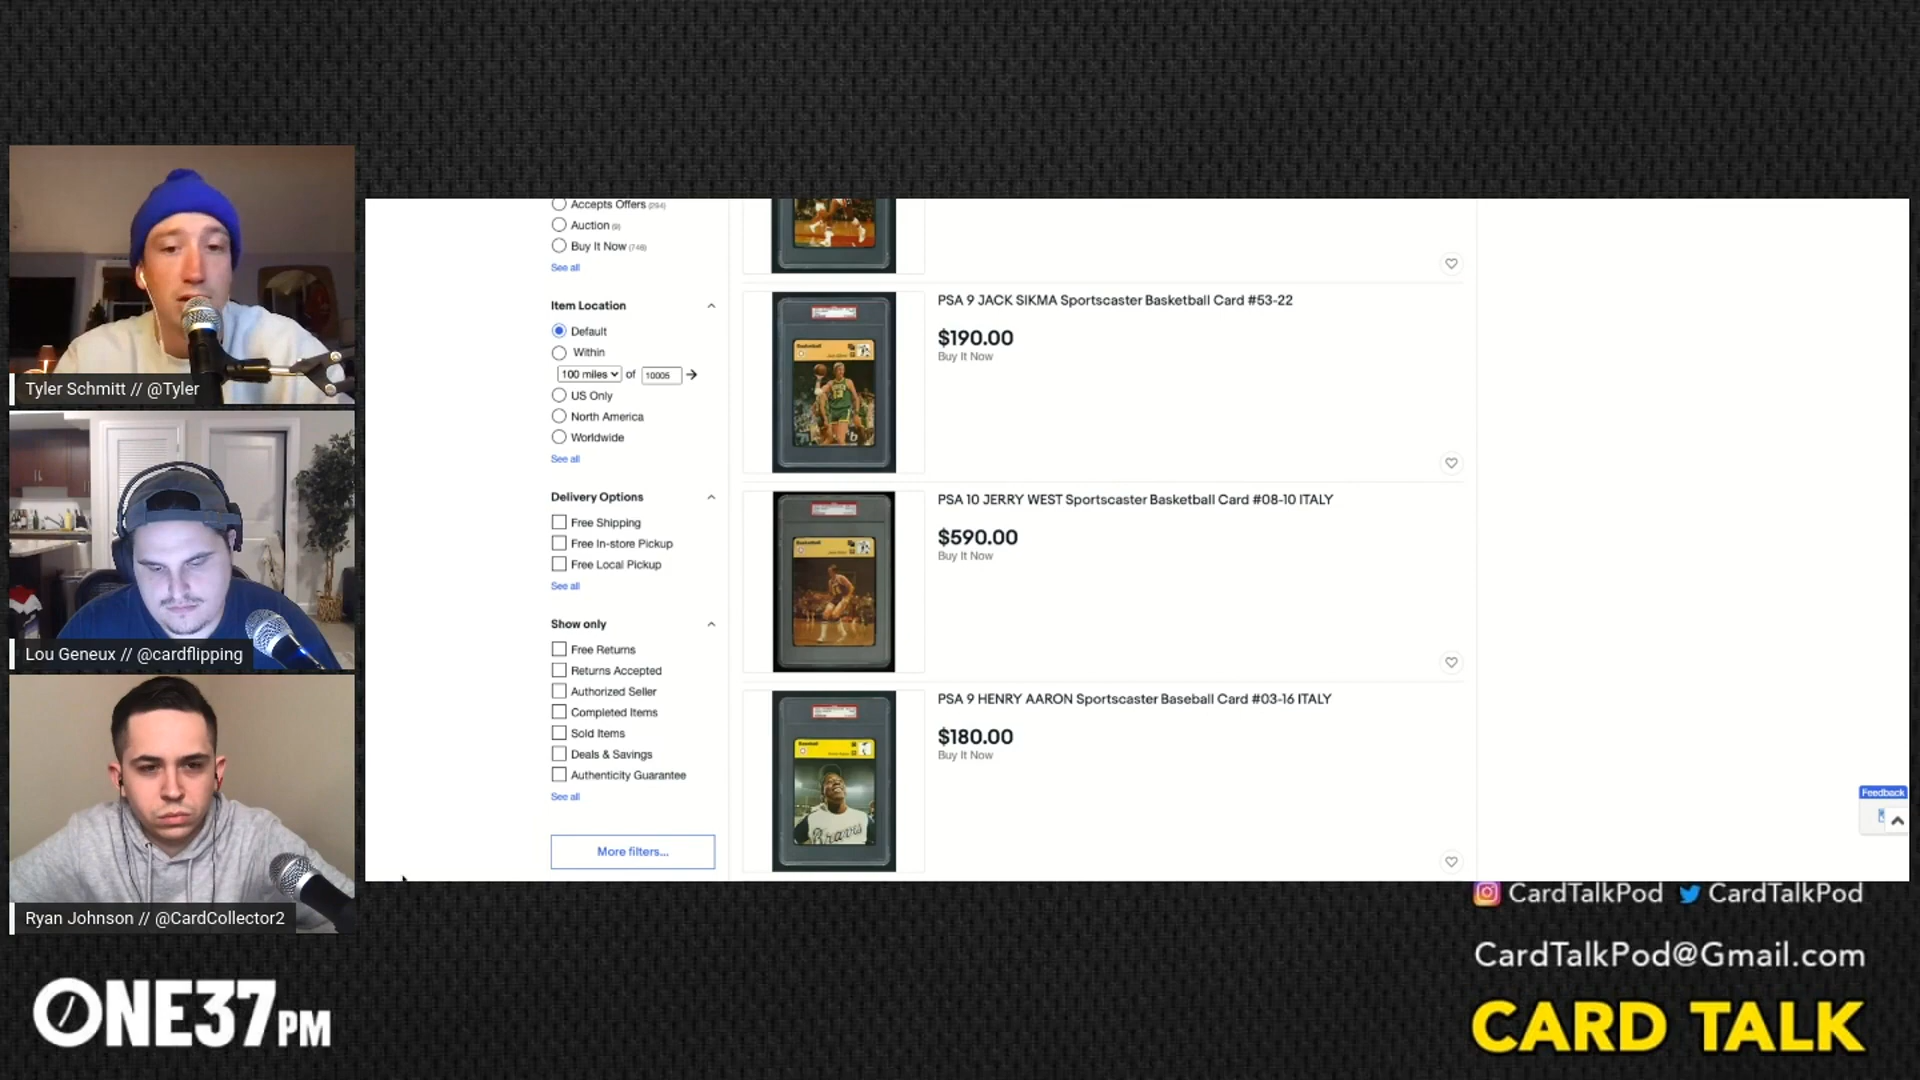 Tyler Schmitt // @Tyler
Lou Geneux // @cardflipping
Ryan Johnson // @CardCollector2
ONE37PM
Accepts Offers (294)
Auction (9)
Buy It Now (746)
See all
Item Location
Default
Within
100 miles of 10005
US Only
North America
Worldwide
See all
Delivery Options
Free Shipping
Free In-store Pickup
Free Local Pickup
See all
Show only
Free Returns
Returns Accepted
Authorized Seller
Completed Items
Sold Items
Deals & Savings
Authenticity Guarantee
See all
More filters...
PSA 9 JACK SIKMA Sportscaster Basketball Card #53-22
$190.00
Buy It Now
Basketball
PSA 10 JERRY WEST Sportscaster Basketball Card #08-10 ITALY
$590.00
Buy It Now
Basketball
PSA 9 HENRY AARON Sportscaster Baseball Card #03-16 ITALY
$180.00
Buy It Now
Baseball
Braves
Feedback
CardTalkPod CardTalkPod
CardTalkPod@Gmail.com
CARD TALK